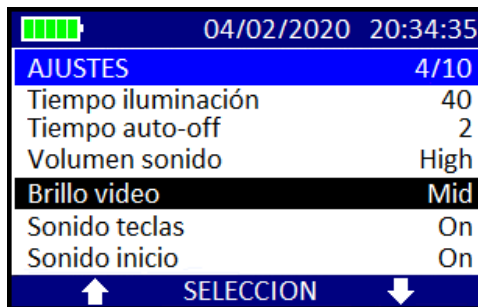 04/02/2020 20:34:35
AJUSTES 4/10
Tiempo iluminación 40
Tiempo auto-off 2
Volumen sonido High
Brillo video Mid
Sonido teclas On
Sonido inicio On
SELECCION